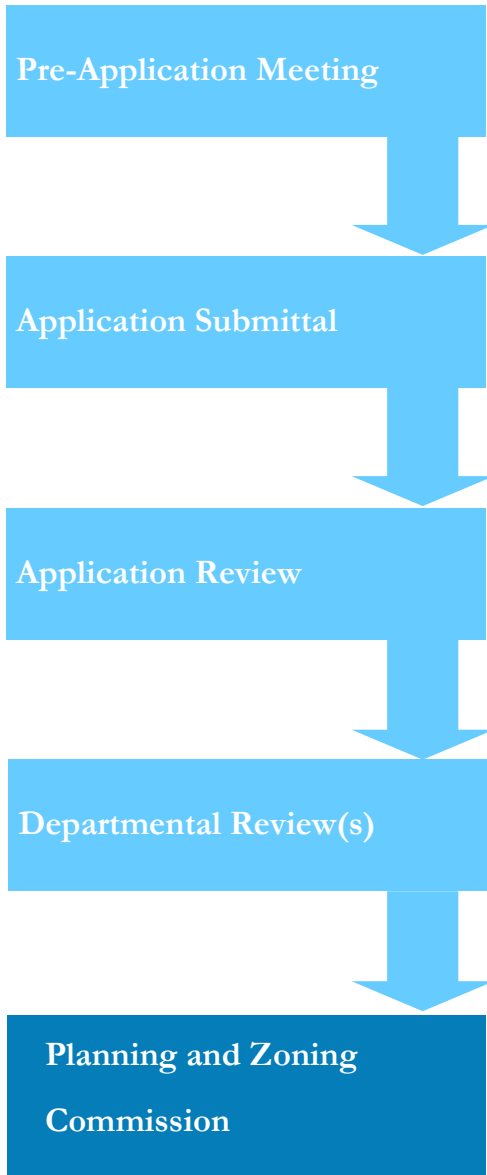 Pre-Application Meeting
Application Submittal
Application Review
Departmental Review(s)
Planning and Zoning
Commission